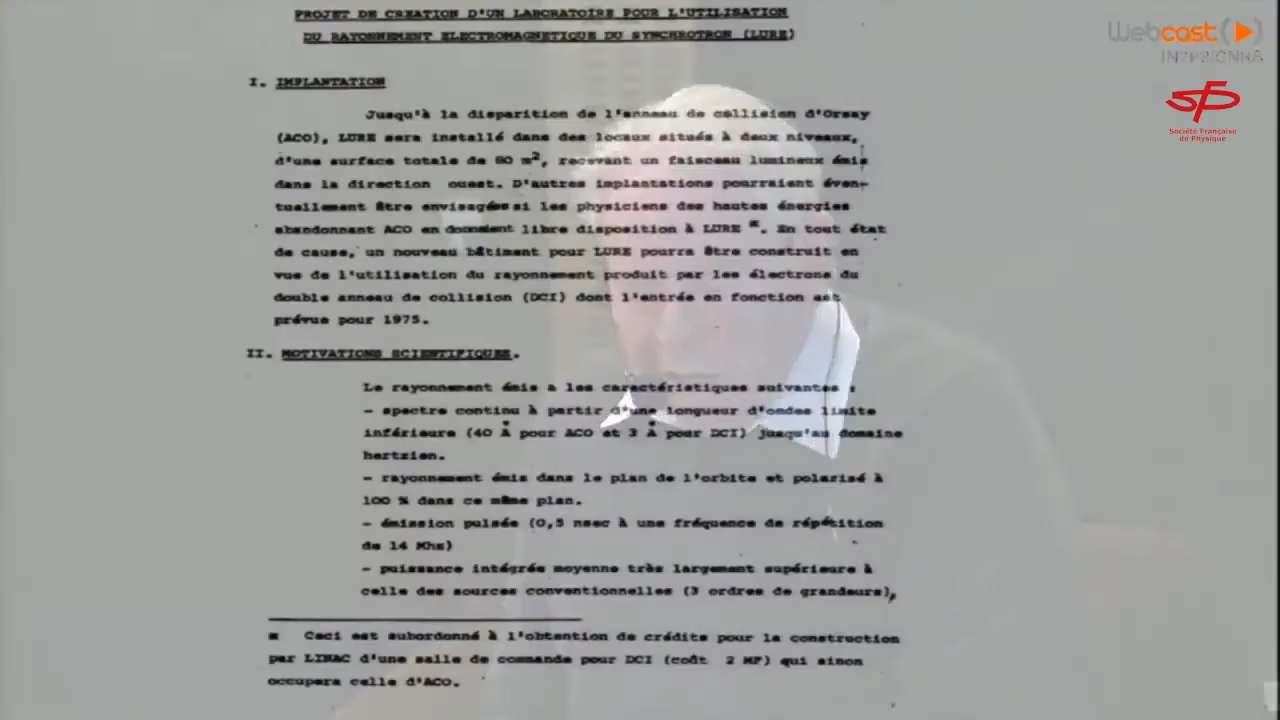 PROJET DE CREATION D'UN LABORATOIRE POUR L'UTILISATION
DU RAYONNEMENT ELECTROMAGNETIQUE DU SYNCHROTRON (LURE)
Webcast
IN2P3/CNRS
SFP
Société Française
de Physique
I. IMPLANTATION
Jusqu'à la disparition de l'anneau de collision d'Orsay
(ACO), LURE sera installé dans des locaux situés à deux niveaux,
d'une surface totale de 80 m², recevant un faisceau lumineux émis
dans la direction ouest. D'autres implantations pourraient éven-
tuellement être envisagées si les physiciens des hautes énergies
abandonnant ACO en donnaient libre disposition à LURE *. En tout état
de cause, un nouveau bâtiment pour LURE pourra être construit en
vue de l'utilisation du rayonnement produit par les électrons du
double anneau de collision (DCI) dont l'entrée en fonction est
prévue pour 1975.
II. MOTIVATIONS SCIENTIFIQUES.
Le rayonnement émis a les caractéristiques suivantes :
- spectre continu à partir d'une longueur d'ondes limite
inférieure (40 Å pour ACO et 3 Å pour DCI) jusqu'au domaine
hertzien.
- rayonnement émis dans le plan de l'orbite et polarisé à
100 % dans ce même plan.
- émission pulsée (0,5 nsec à une fréquence de répétition
de 14 Mhz)
- puissance intégrée moyenne très largement supérieure à
celle des sources conventionnelles (3 ordres de grandeurs),
* Ceci est subordonné à l'obtention de crédits pour la construction
par LINAC d'une salle de commande pour DCI (coût 2 MF) qui sinon
occupera celle d'ACO.